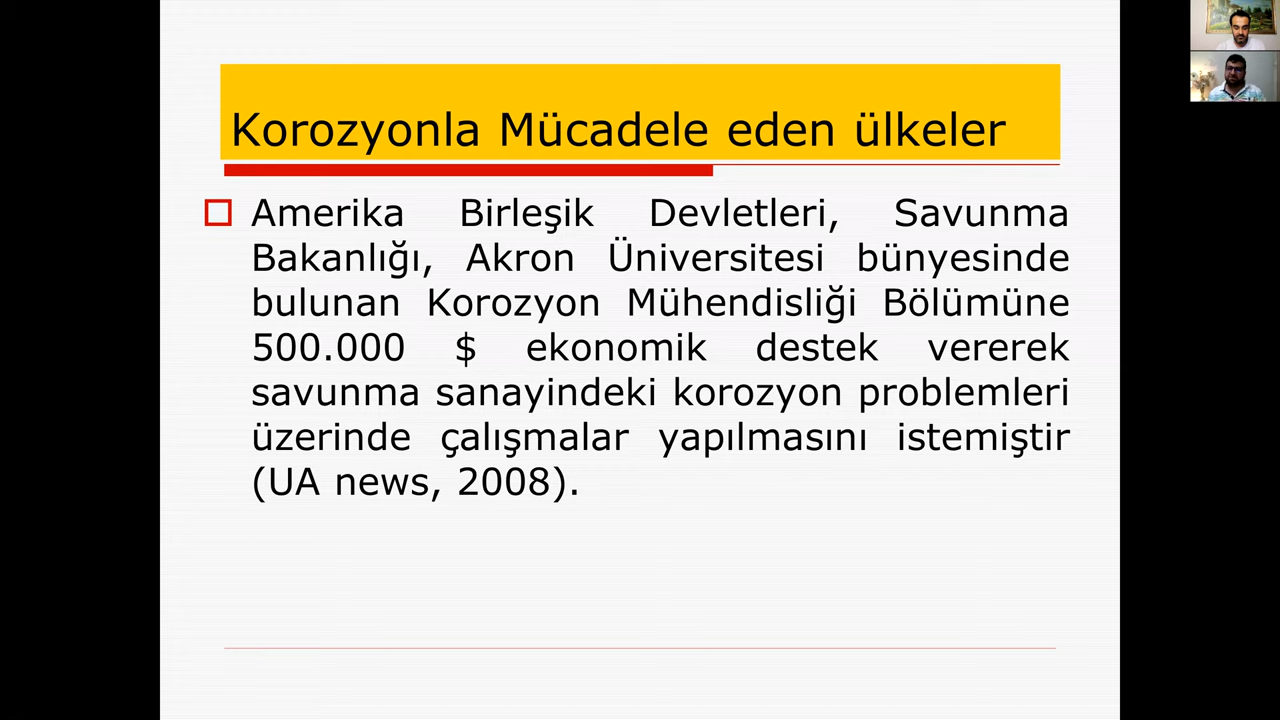 Korozyonla Mücadele eden ülkeler
Amerika Birleşik Devletleri, Savunma
Bakanlığı, Akron Üniversitesi bünyesinde
bulunan Korozyon Mühendisliği Bölümüne
500.000 $ ekonomik destek vererek
savunma sanayindeki korozyon problemleri
üzerinde çalışmalar yapılmasını istemiştir
(UA news, 2008).